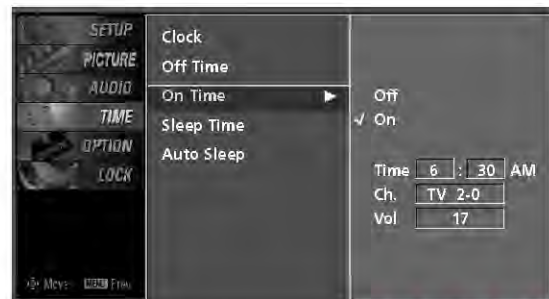 SETUP
PICTURE
AUDIO
TIME
OPTION
LOCK
Move MENU Prev.
Clock
Off Time
On Time ▶
Sleep Time
Auto Sleep
Off
√ On
Time 6 : 30 AM
Ch. TV 2-0
Vol 17